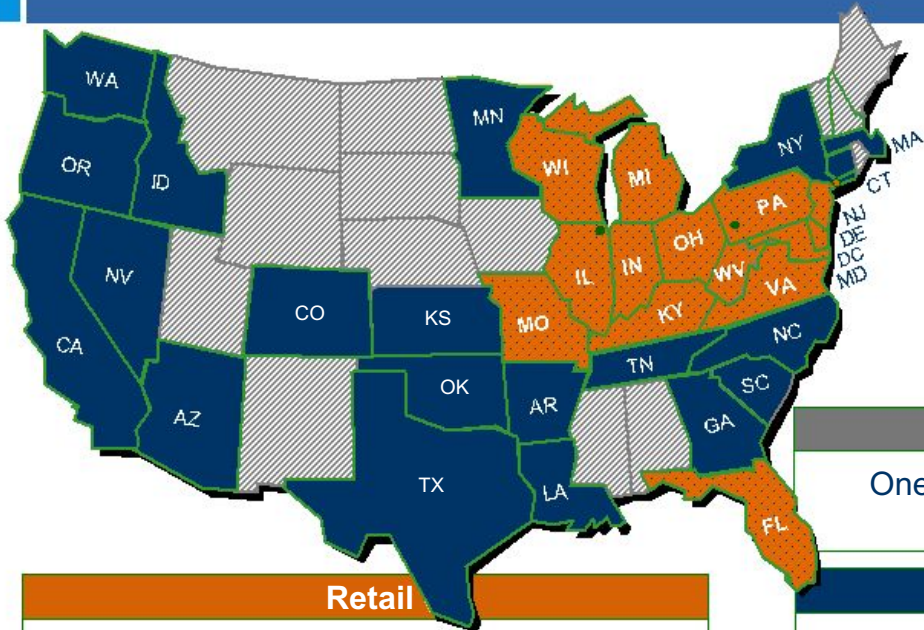 WA
MN
OR
ID
NY
MA
WI
MI
CT
PA
NJ
DE
DC
MD
NV
OH
IL
IN
WV
VA
CO
KS
MO
KY
CA
NC
TN
OK
AR
SC
AZ
GA
TX
LA
One
FL
Retail